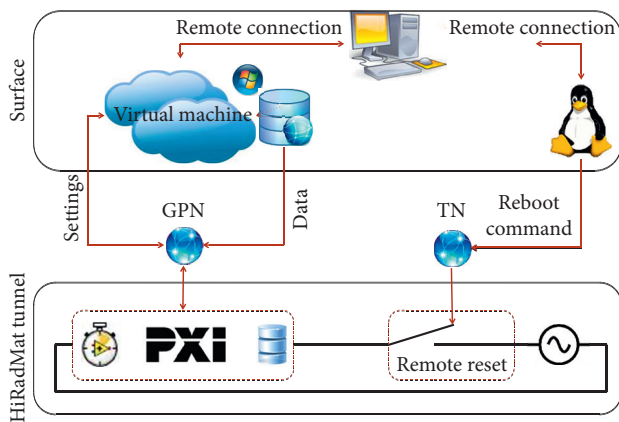 Remote connection
Remote connection
Surface
Virtual machine
Settings
GPN
Data
TN
Reboot
command
HiRadMat tunnel
PXI
Remote reset